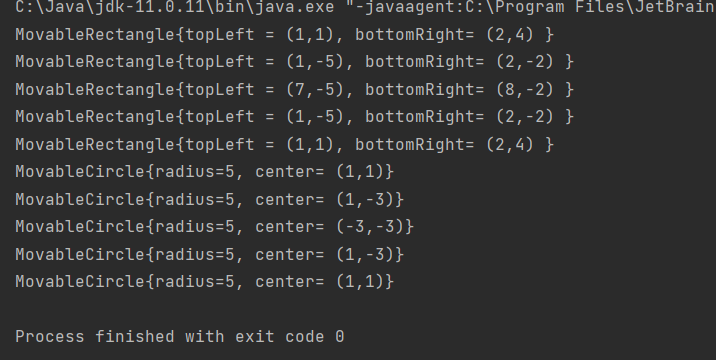 C:\Java\jdk-11.0.11\bin\java.exe "-javaagent:C:\Program Files\JetBrain
MovableRectangle{topLeft = (1,1), bottomRight= (2,4) }
MovableRectangle{topLeft = (1,-5), bottomRight= (2,-2) }
MovableRectangle{topLeft = (7,-5), bottomRight= (8,-2) }
MovableRectangle{topLeft = (1,-5), bottomRight= (2,-2) }
MovableRectangle{topLeft = (1,1), bottomRight= (2,4) }
MovableCircle{radius=5, center= (1,1)}
MovableCircle{radius=5, center= (1,-3)}
MovableCircle{radius=5, center= (-3,-3)}
MovableCircle{radius=5, center= (1,-3)}
MovableCircle{radius=5, center= (1,1)}
Process finished with exit code 0